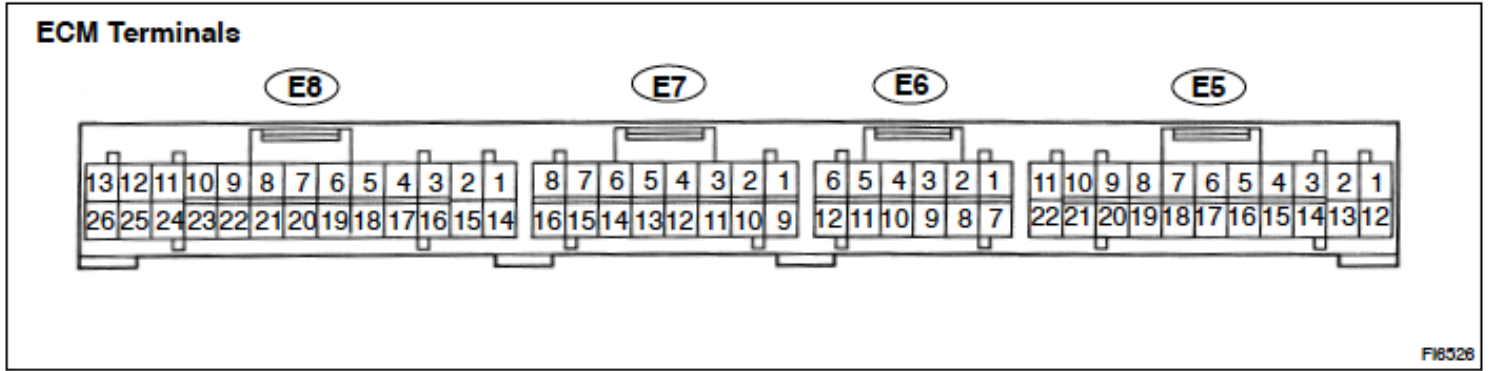 ECM Terminals
E8 E7 E6 E5
13 12 11 10 9 8 7 6 5 4 3 2 1 8 7 6 5 4 3 2 1 6 5 4 3 2 1 11 10 9 8 7 6 5 4 3 2 1
26 25 24 23 22 21 20 19 18 17 16 15 14 16 15 14 13 12 11 10 9 12 11 10 9 8 7 22 21 20 19 18 17 16 15 14 13 12
FI6526